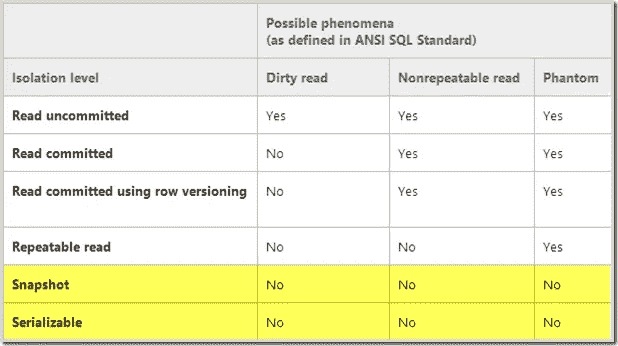 Possible phenomena
(as defined in ANSI SQL Standard)
Isolation level Dirty read Nonrepeatable read Phantom
Read uncommitted Yes Yes Yes
Read committed No Yes Yes
Read committed using row versioning No Yes Yes
Repeatable read No No Yes
Snapshot No No No
Serializable No No No